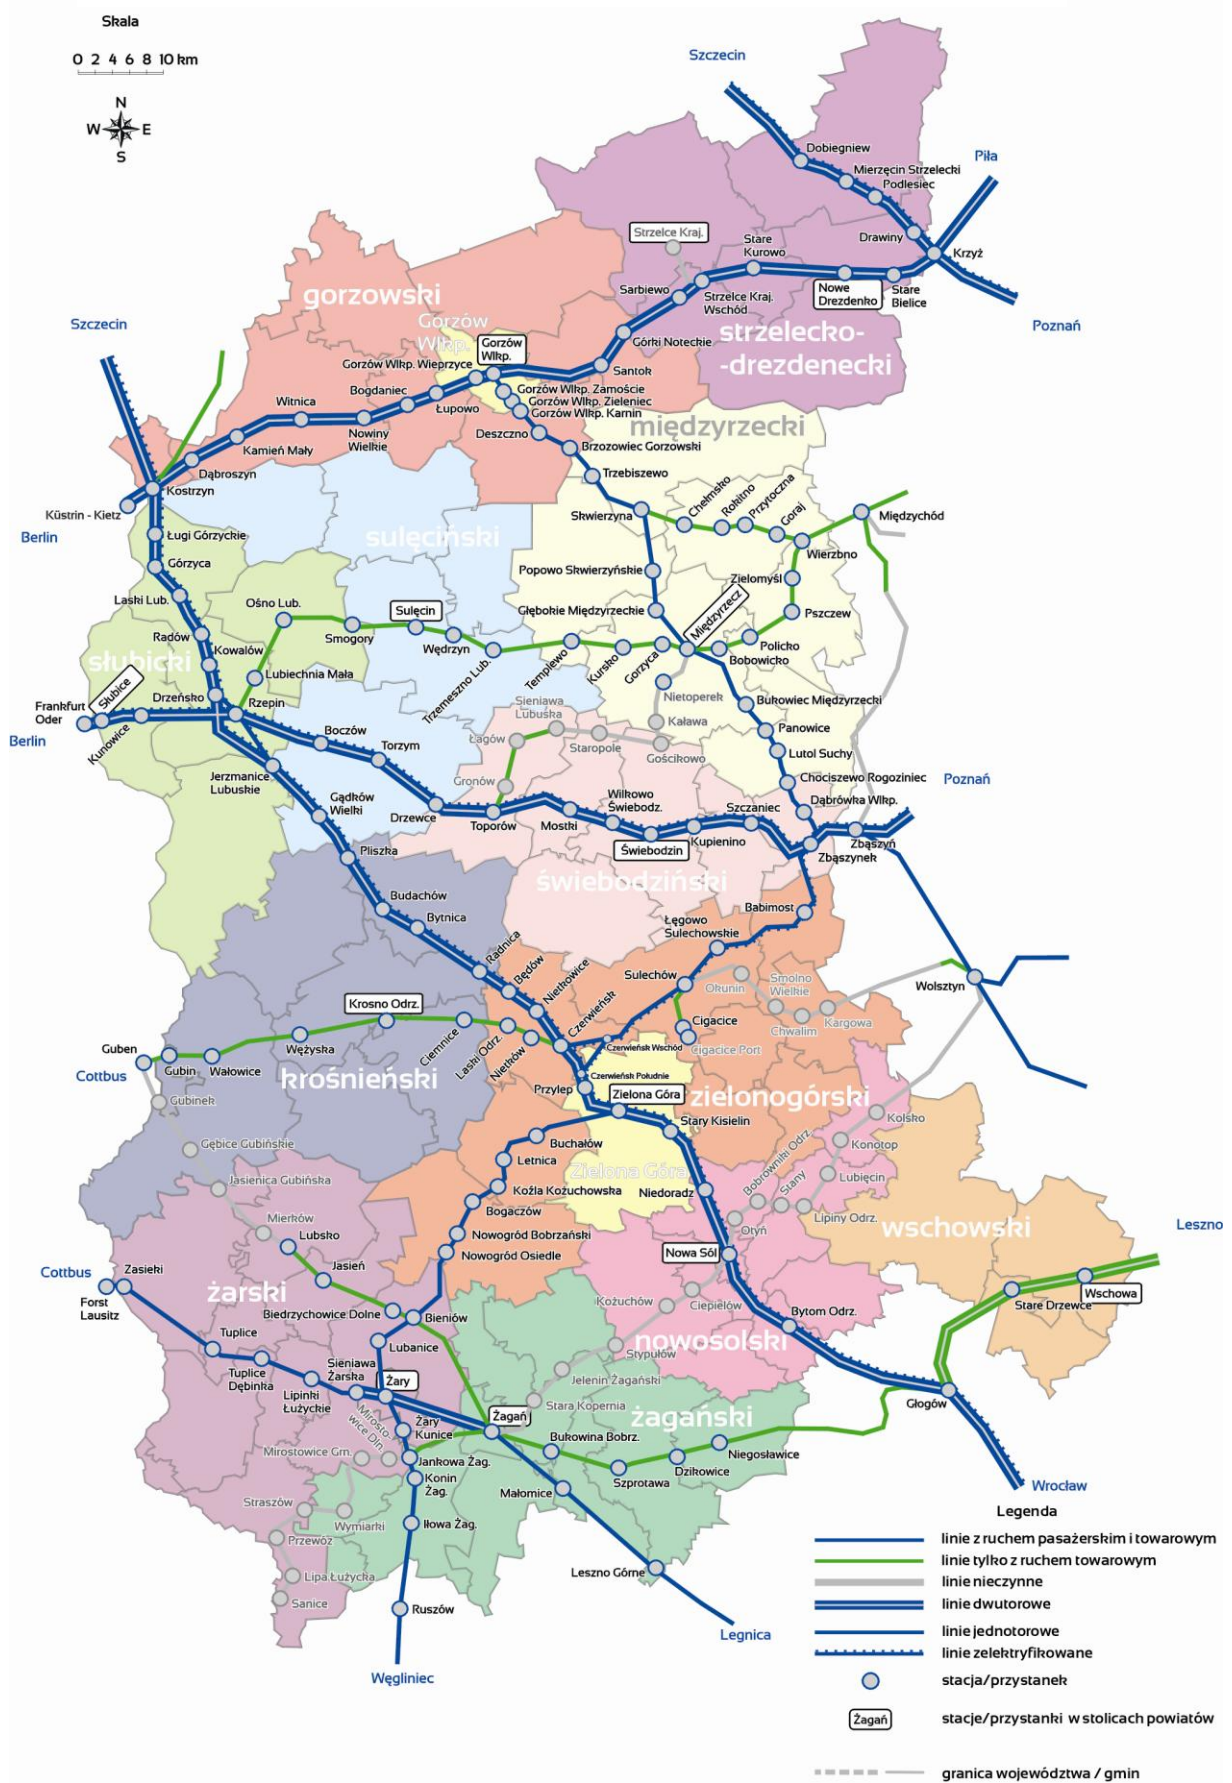 Skala
0 2 4 6 8 10 km
N
W E
S
Szczecin
Dobiegniew
Mierzęcin Strzelecki
Podlesiec
Piła
Strzelce Kraj.
Stare
Kurowo
Drawiny
Krzyż
Sarbiewo
Strzelce Kraj.
Wschód
Nowe
Drezdenko
Stare
Bielice
Poznań
gorzowski
Gorzów
Wlkp.
Górki Noteckie
strzelecko-
-drezdenecki
Szczecin
Gorzów
Wlkp.
Gorzów Wlkp. Wieprzyce
Santok
Bogdaniec
Gorzów Wlkp. Zamoście
Gorzów Wlkp. Zieleniec
Gorzów Wlkp. Karnin
Witnica
Łupowo
Nowiny
Wielkie
Deszczno
międzyrzecki
Kamień Mały
Brzozowiec Gorzowski
Dąbroszyn
Trzebiszewo
Kostrzyn
Küstrin - Kietz
Berlin
Skwierzyna
Chełmsko
Rokitno
Przytoczna
Goraj
Międzychód
Ługi Górzyckie
sulęciński
Wierzbno
Górzyca
Popowo Skwierzyńskie
Zielomyśl
Laski Lub.
Ośno Lub.
Sulęcin
Głębokie Międzyrzeckie
Międzyrzecz
Pszczew
Radów
Smogory
Wędrzyn
Policko
słubicki
Kowalów
Trzemeszno Lub.
Templewo
Kursko
Gorzyca
Bobowicko
Lubiechnia Mała
Słubice
Drzeńsko
Rzepin
Nietoperek
Bukowiec Międzyrzecki
Frankfurt
Oder
Berlin
Kunowice
Sieniawa
Lubuska
Kaława
Panowice
Boczów
Torzym
Łagów
Staropole
Gościkowo
Lutol Suchy
Jerzmanice
Lubuskie
Gronów
Chociszewo Rogoziniec
Poznań
Gądków
Wielki
Drzewce
Toporów
Mostki
Wilkowo
Świebodz.
Szczaniec
Dąbrówka Wlkp.
Świebodzin
Kupienino
Zbąszyń
Zbąszynek
Pliszka
świebodziński
Budachów
Bytnica
Babimost
Łęgowo
Sulechowskie
Radnica
Będów
Nietkowice
Sulechów
Okunin
Smolno
Wielkie
Wolsztyn
Krosno Odrz.
Czerwieńsk
Cigacice
Chwalim
Kargowa
Guben
Wężyska
Ciemnice
Laski Odrz.
Nietków
Czerwieńsk Wschód
Cigacice Port
Gubin
Wałowice
Cottbus
krośnieński
Czerwieńsk Południe
Przylep
Zielona Góra
zielonogórski
Gubinek
Stary Kisielin
Kolsko
Gębice Gubińskie
Buchałów
Konotop
Letnica
Zielona Góra
Bobrowniki Odrz.
Stany
Lubięcin
Jasienica Gubińska
Koźla Kożuchowska
Niedoradz
Bogaczów
Otyń
Lipiny Odrz.
wschowski
Leszno
Mierków
Lubsko
Nowogród Bobrzański
Nowogród Osiedle
Nowa Sól
Cottbus
Zasieki
Jasień
Wschowa
Forst
Lausitz
żarski
Biedrzychowice Dolne
Bieniów
Kożuchów
Ciepielów
Bytom Odrz.
Stare Drzewce
Tuplice
Lubanice
nowosolski
Stypułów
Tuplice
Dębinka
Sieniawa
Żarska
Żary
Jelenin Żagański
Lipinki
Łużyckie
Mirosto-
wice Dln.
Żary
Kunice
Żagań
Stara Kopernia
żagański
Głogów
Mirostowice Grn.
Jankowa Żag.
Bukowina Bobrz.
Niegosławice
Konin
Żag.
Małomice
Szprotawa
Dzikowice
Straszów
Wymiarki
Iłowa Żag.
Wrocław
Przewóz
Lipa Łużycka
Leszno Górne
Sanice
Ruszów
Legnica
Węgliniec
Legenda
linie z ruchem pasażerskim i towarowym
linie tylko z ruchem towarowym
linie nieczynne
linie dwutorowe
linie jednotorowe
linie zelektryfikowane
stacja/przystanek
Żagań
stacje/przystanki w stolicach powiatów
granica województwa / gmin